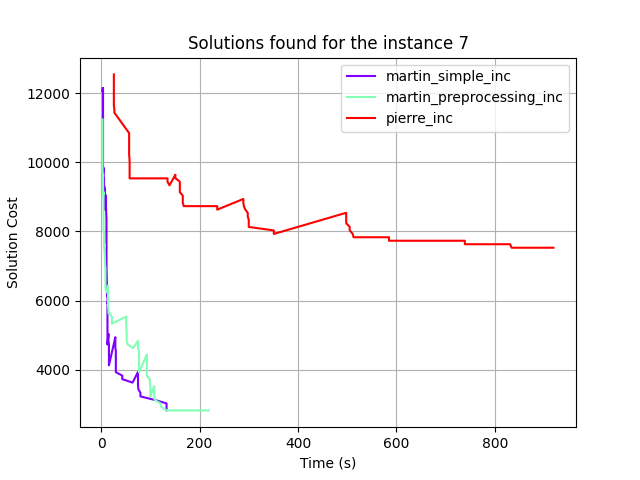 Solutions found for the instance 7
martin_simple_inc
martin_preprocessing_inc
pierre_inc
Solution Cost
12000
10000
8000
6000
4000
0 200 400 600 800
Time (s)